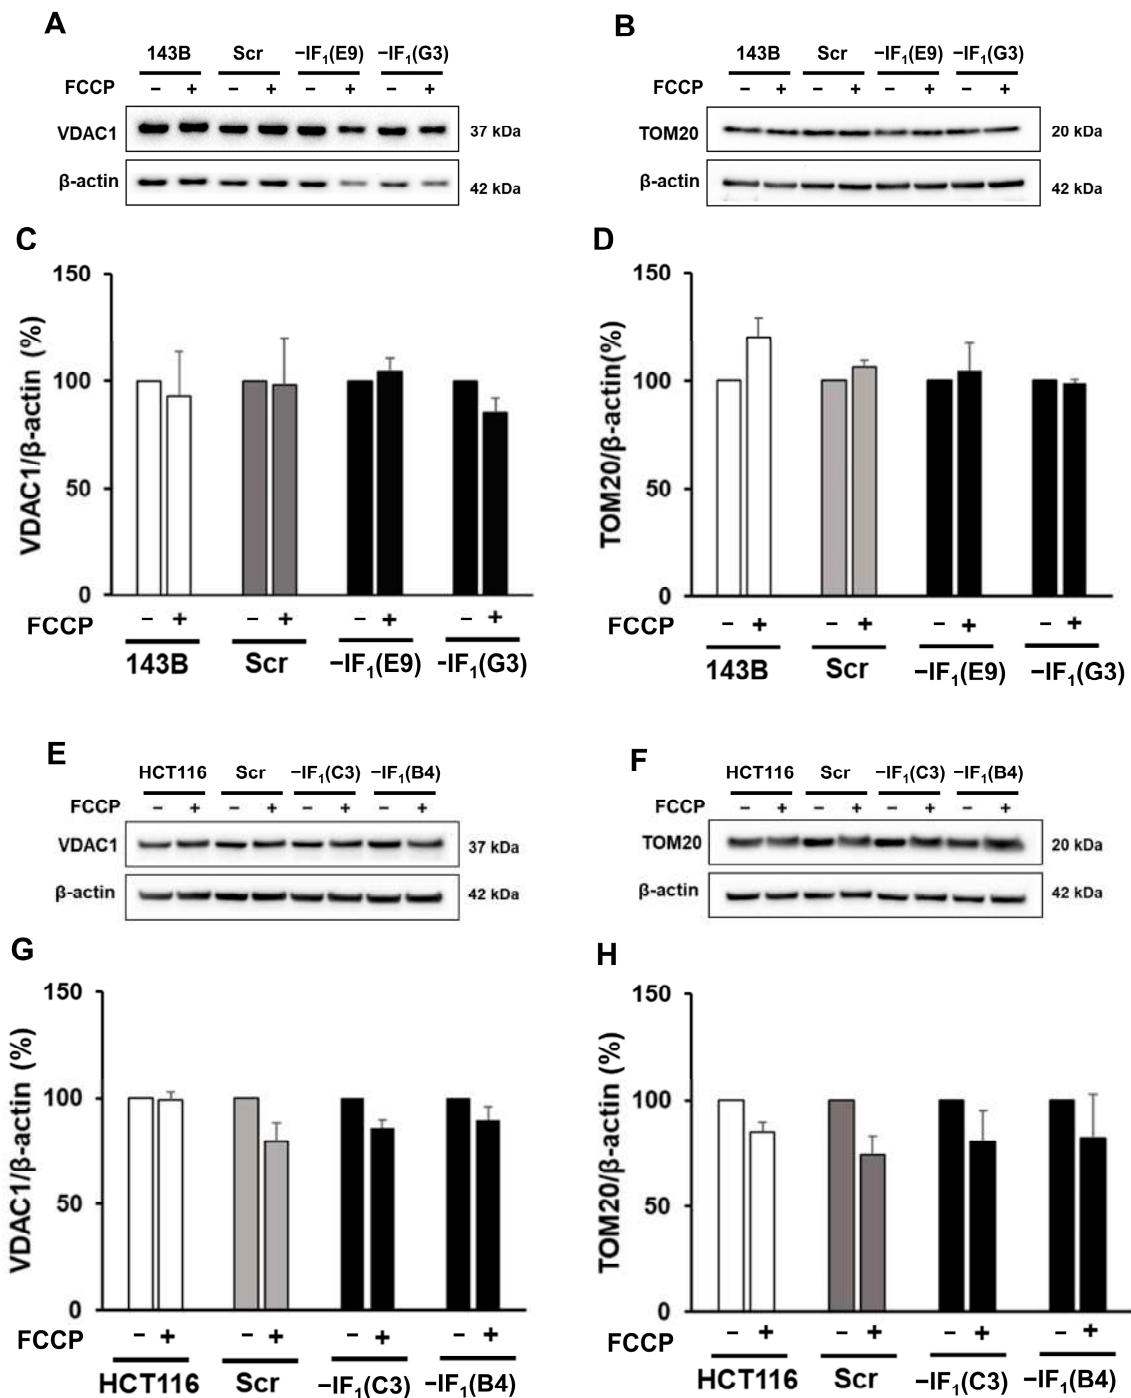 A
143B Scr −IF₁(E9) −IF₁(G3)
FCCP − + − + − + − +
VDAC1 37 kDa
β-actin 42 kDa
B
143B Scr −IF₁(E9) −IF₁(G3)
FCCP − + − + − + − +
TOM20 20 kDa
β-actin 42 kDa
C
VDAC1/β-actin (%)
150
100
50
0
FCCP − + − + − + − +
143B Scr −IF₁(E9) -IF₁(G3)
D
TOM20/β-actin(%)
150
100
50
0
FCCP − + − + − + − +
143B Scr −IF₁(E9) −IF₁(G3)
E
HCT116 Scr −IF₁(C3) −IF₁(B4)
FCCP − + − + − + − +
VDAC1 37 kDa
β-actin 42 kDa
F
HCT116 Scr −IF₁(C3) −IF₁(B4)
FCCP − + − + − + − +
TOM20 20 kDa
β-actin 42 kDa
G
VDAC1/β-actin (%)
150
100
50
0
FCCP − + − + − + − +
HCT116 Scr −IF₁(C3) −IF₁(B4)
H
TOM20/β-actin (%)
150
100
50
0
FCCP − + − + − + − +
HCT116 Scr −IF₁(C3) −IF₁(B4)